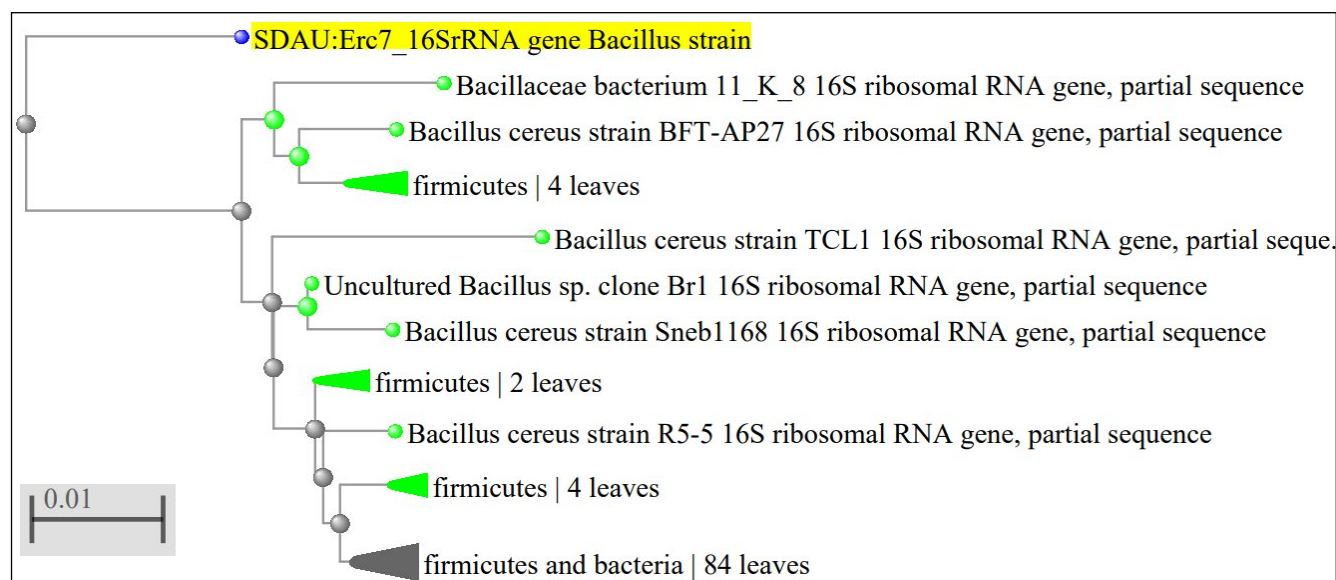 SDAU:Erc7_16SrRNA gene Bacillus strain
Bacillaceae bacterium 11_K_8 16S ribosomal RNA gene, partial sequence
Bacillus cereus strain BFT-AP27 16S ribosomal RNA gene, partial sequence
firmicutes | 4 leaves
Bacillus cereus strain TCL1 16S ribosomal RNA gene, partial seque.
Uncultured Bacillus sp. clone Br1 16S ribosomal RNA gene, partial sequence
Bacillus cereus strain Sneb1168 16S ribosomal RNA gene, partial sequence
firmicutes | 2 leaves
Bacillus cereus strain R5-5 16S ribosomal RNA gene, partial sequence
firmicutes | 4 leaves
0.01
firmicutes and bacteria | 84 leaves